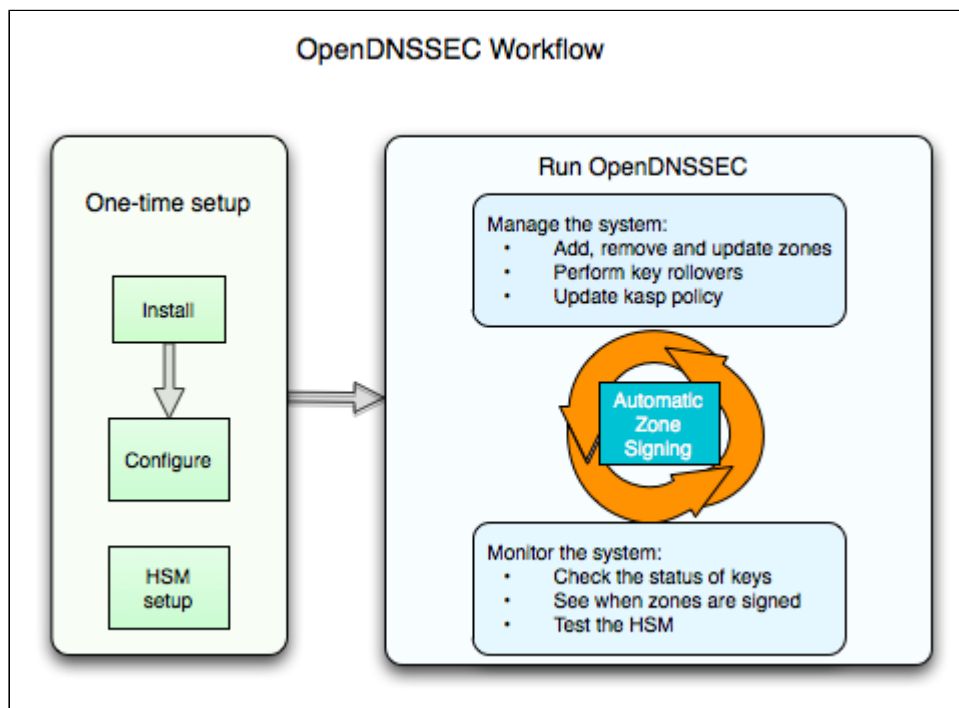 OpenDNSSEC Workflow
One-time setup
Install
Configure
HSM
setup
Run OpenDNSSEC
Manage the system:
• Add, remove and update zones
• Perform key rollovers
• Update kasp policy
Automatic
Zone
Signing
Monitor the system:
• Check the status of keys
• See when zones are signed
• Test the HSM